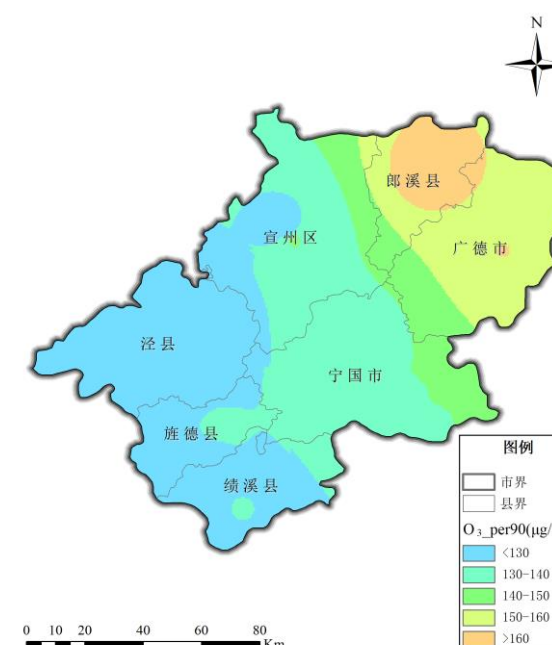 N
郎溪县
宣州区
广德市
泾县
宁国市
旌德县
绩溪县
图例
市界
县界
O₃_per90(μg/
<130
130-140
140-150
150-160
>160
0 10 20 40 60 80
Km